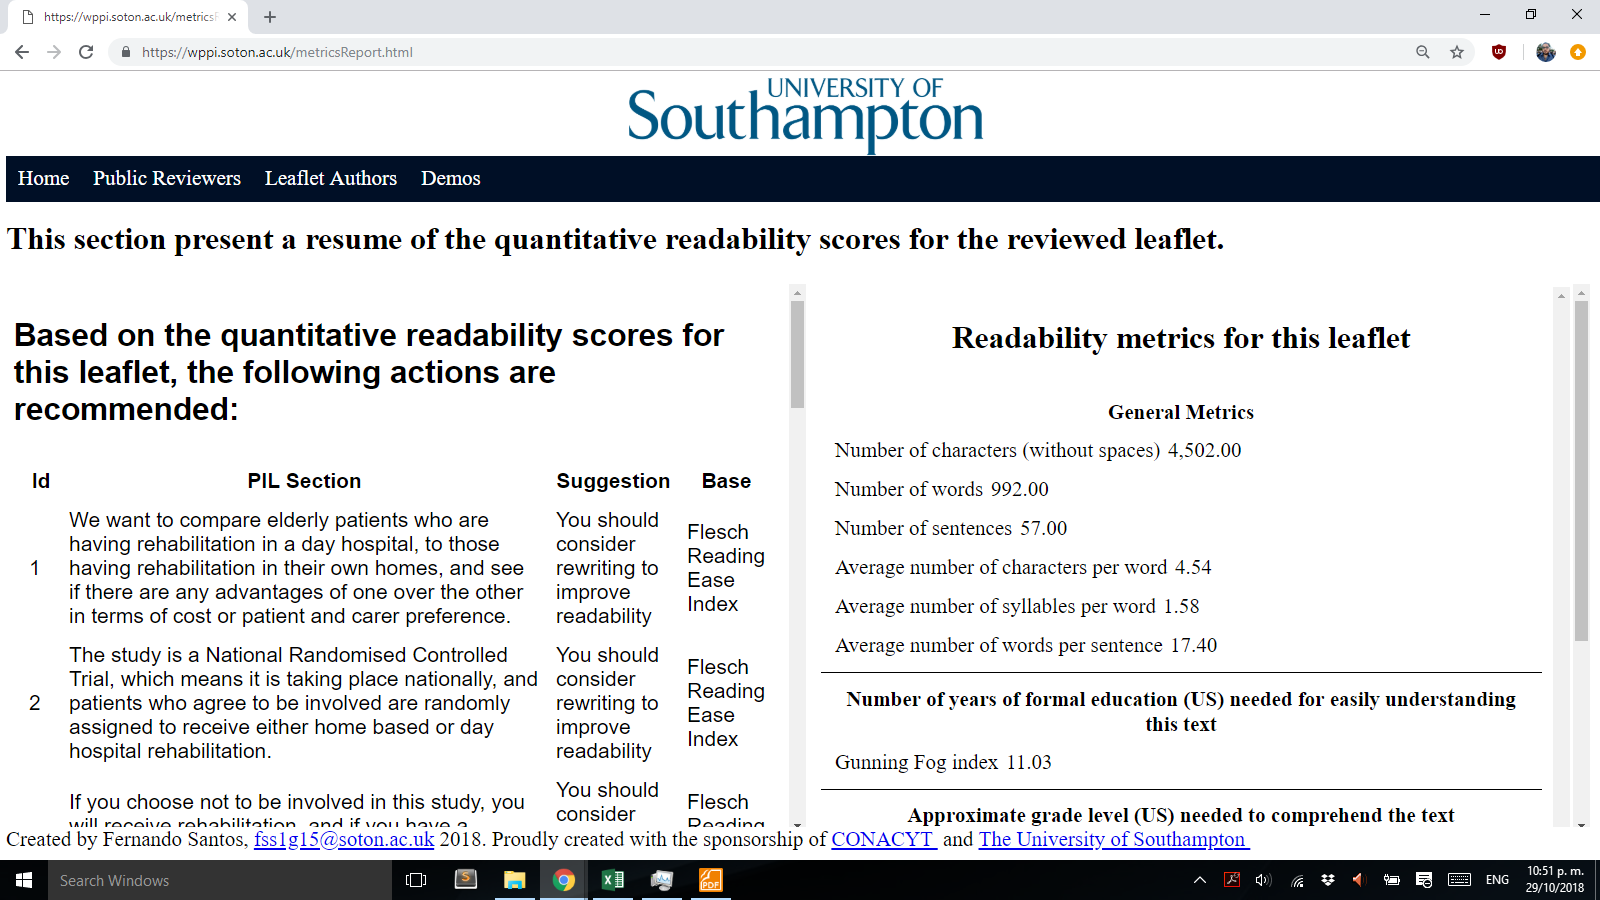 https://wppi.soton.ac.uk/metricsR
https://wppi.soton.ac.uk/metricsReport.html
UNIVERSITY OF
Southampton
Home Public Reviewers Leaflet Authors Demos
This section present a resume of the quantitative readability scores for the reviewed leaflet.
Based on the quantitative readability scores for
this leaflet, the following actions are
recommended:
Id PIL Section Suggestion Base
1
We want to compare elderly patients who are
having rehabilitation in a day hospital, to those
having rehabilitation in their own homes, and see
if there are any advantages of one over the other
in terms of cost or patient and carer preference.
You should
consider
rewriting to
improve
readability
Flesch
Reading
Ease
Index
2
The study is a National Randomised Controlled
Trial, which means it is taking place nationally, and
patients who agree to be involved are randomly
assigned to receive either home based or day
hospital rehabilitation.
You should
consider
rewriting to
improve
readability
Flesch
Reading
Ease
Index
If you choose not to be involved in this study, you
will receive rehabilitation, and if you have a
You should
consider
Flesch
Reading
Readability metrics for this leaflet
General Metrics
Number of characters (without spaces) 4,502.00
Number of words 992.00
Number of sentences 57.00
Average number of characters per word 4.54
Average number of syllables per word 1.58
Average number of words per sentence 17.40
Number of years of formal education (US) needed for easily understanding
this text
Gunning Fog index 11.03
Approximate grade level (US) needed to comprehend the text
Created by Fernando Santos, fss1g15@soton.ac.uk 2018. Proudly created with the sponsorship of CONACYT and The University of Southampton
Search Windows
PDF
ENG
10:51 p. m.
29/10/2018